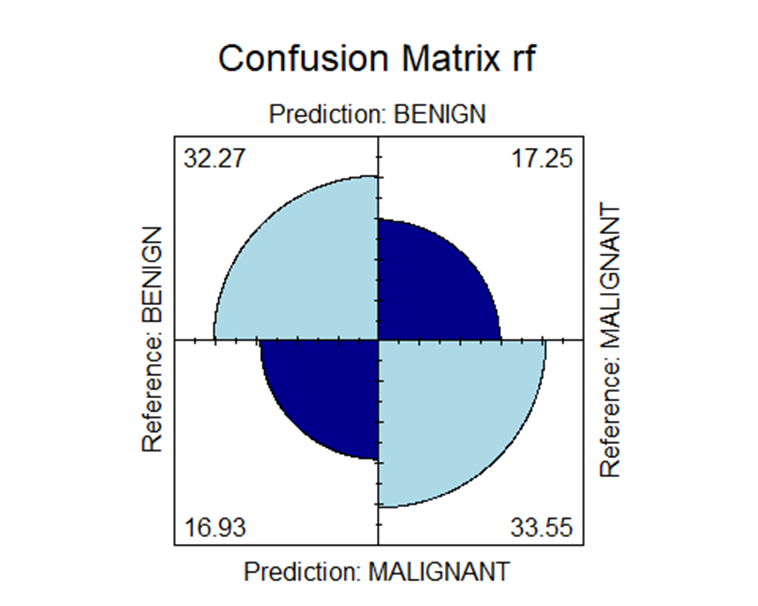 Confusion Matrix rf
Prediction: BENIGN
32.27
17.25
Reference: BENIGN
Reference: MALIGNANT
16.93
33.55
Prediction: MALIGNANT